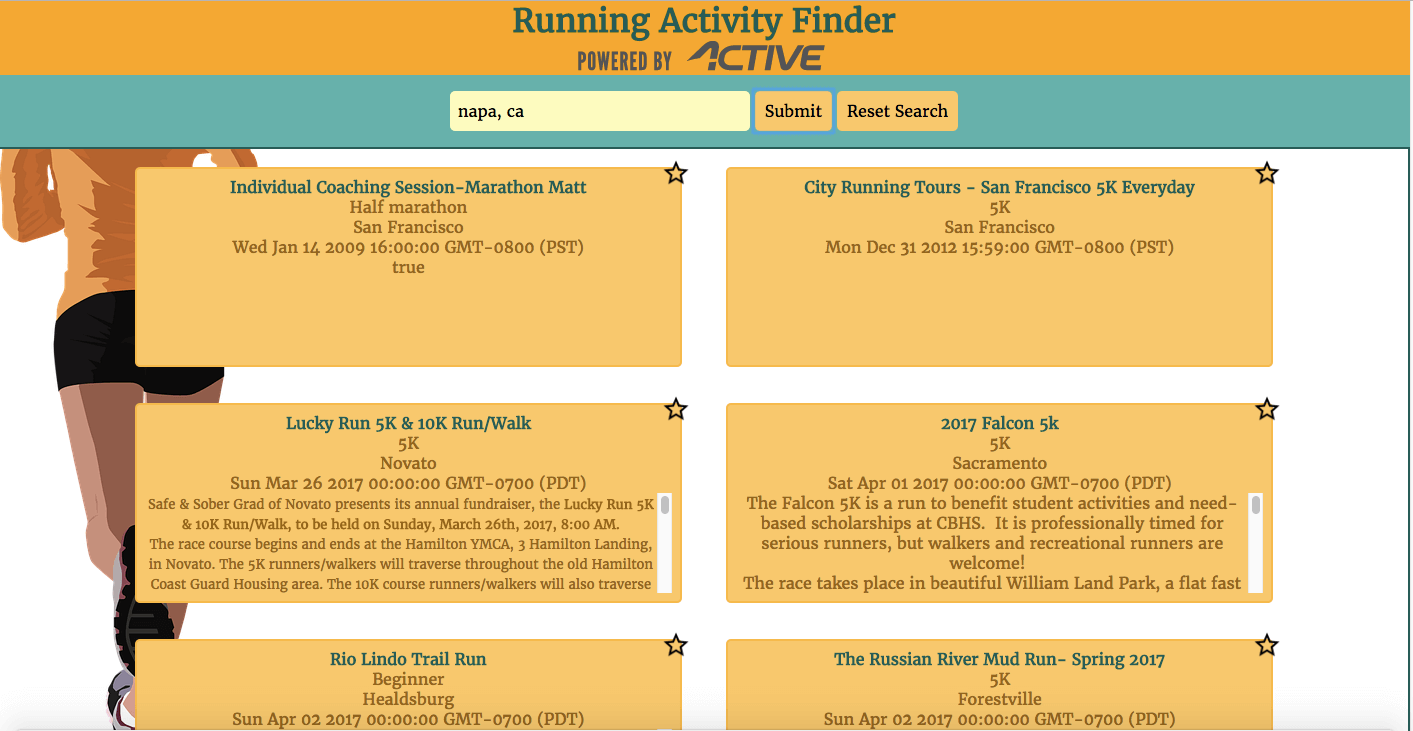 Running Activity Finder
POWERED BY ACTIVE
napa, ca
Submit
Reset Search
Individual Coaching Session-Marathon Matt
Half marathon
San Francisco
Wed Jan 14 2009 16:00:00 GMT-0800 (PST)
true
City Running Tours - San Francisco 5K Everyday
5K
San Francisco
Mon Dec 31 2012 15:59:00 GMT-0800 (PST)
Lucky Run 5K & 10K Run/Walk
5K
Novato
Sun Mar 26 2017 00:00:00 GMT-0700 (PDT)
Safe & Sober Grad of Novato presents its annual fundraiser, the Lucky Run 5K
& 10K Run/Walk, to be held on Sunday, March 26th, 2017, 8:00 AM.
The race course begins and ends at the Hamilton YMCA, 3 Hamilton Landing,
in Novato. The 5K runners/walkers will traverse throughout the old Hamilton
Coast Guard Housing area. The 10K course runners/walkers will also traverse
2017 Falcon 5k
5K
Sacramento
Sat Apr 01 2017 00:00:00 GMT-0700 (PDT)
The Falcon 5K is a run to benefit student activities and need-
based scholarships at CBHS.  It is professionally timed for
serious runners, but walkers and recreational runners are
welcome!
The race takes place in beautiful William Land Park, a flat fast
Rio Lindo Trail Run
Beginner
Healdsburg
Sun Apr 02 2017 00:00:00 GMT-0700 (PDT)
The Russian River Mud Run- Spring 2017
5K
Forestville
Sun Apr 02 2017 00:00:00 GMT-0700 (PDT)